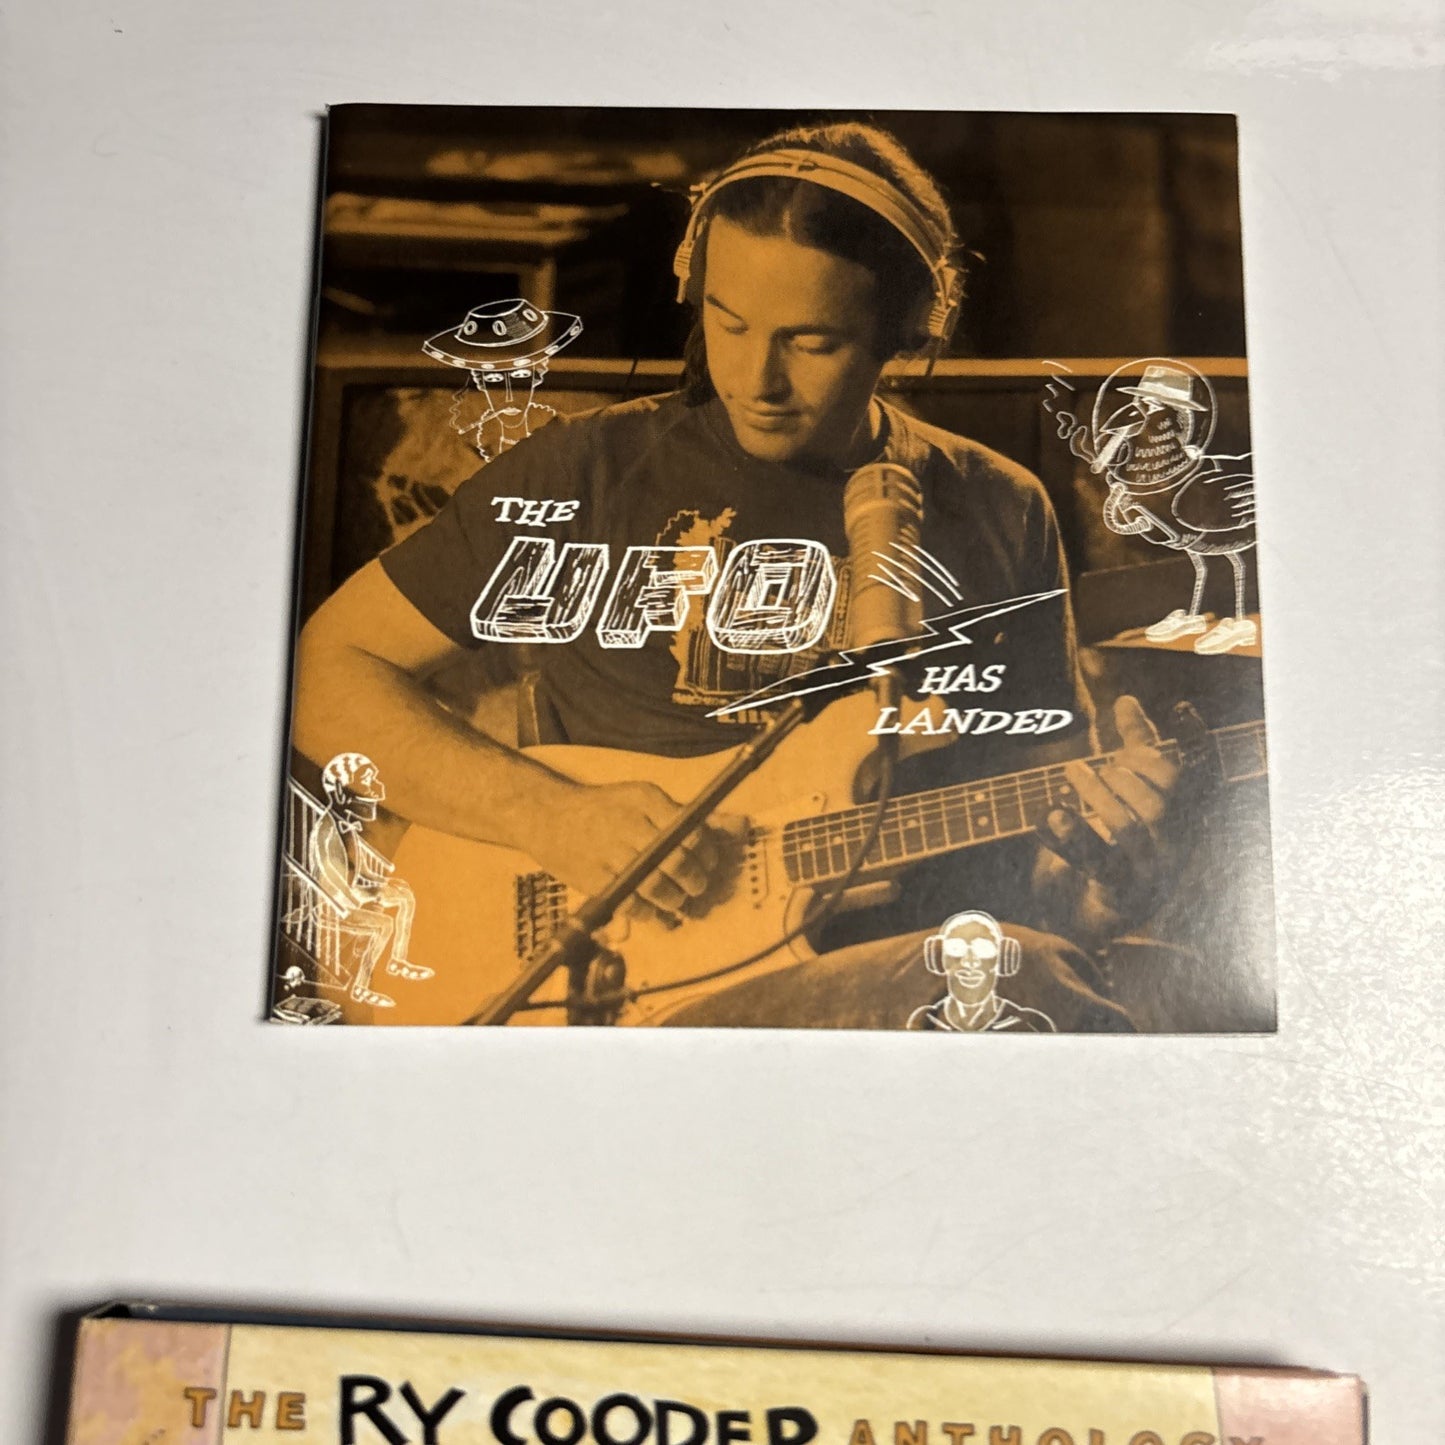 THE
UFO
HAS
LANDED
THE RY COODER ANTHOLOGY